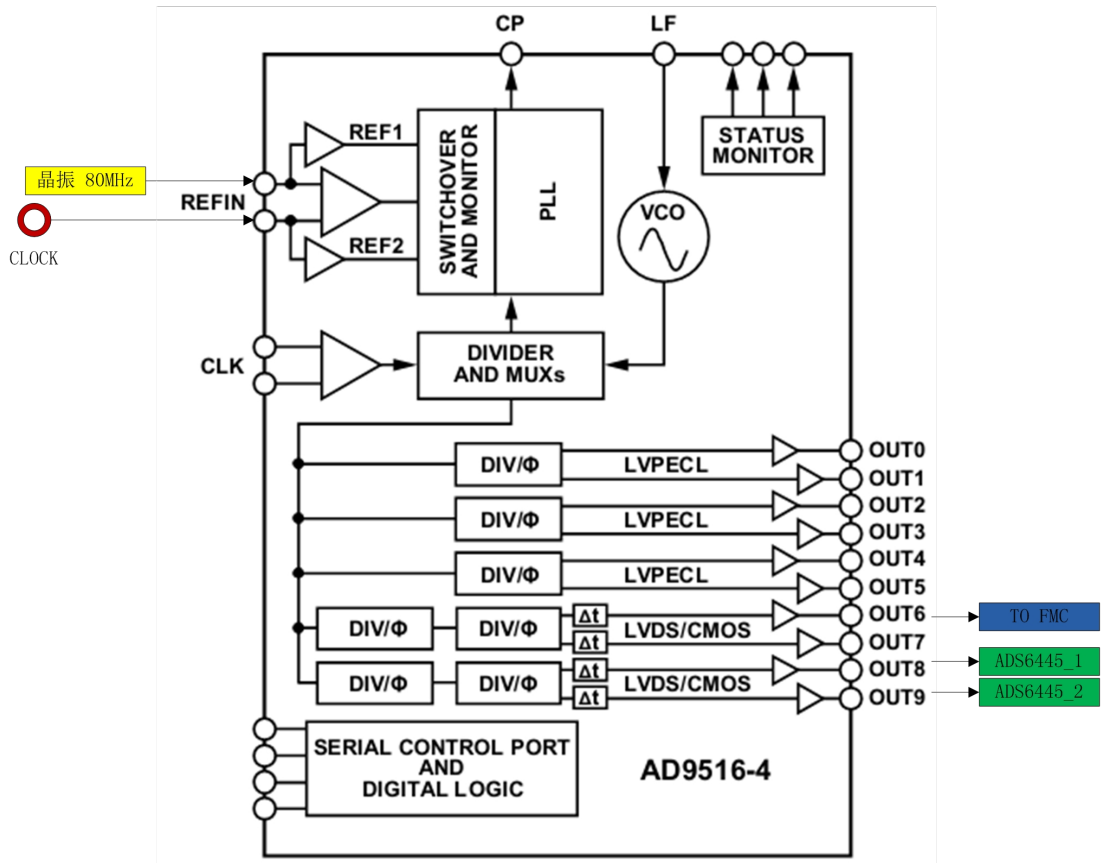 CP
LF
REF1
SWITCHOVER
AND MONITOR
PLL
STATUS
MONITOR
晶振 80MHz
REFIN
CLOCK
REF2
VCO
CLK
DIVIDER
AND MUXs
DIV/Φ
LVPECL
OUT0
OUT1
DIV/Φ
LVPECL
OUT2
OUT3
DIV/Φ
LVPECL
OUT4
OUT5
DIV/Φ
DIV/Φ
Δt
Δt
LVDS/CMOS
OUT6
OUT7
TO FMC
DIV/Φ
DIV/Φ
Δt
Δt
LVDS/CMOS
OUT8
OUT9
ADS6445_1
ADS6445_2
SERIAL CONTROL PORT
AND
DIGITAL LOGIC
AD9516-4